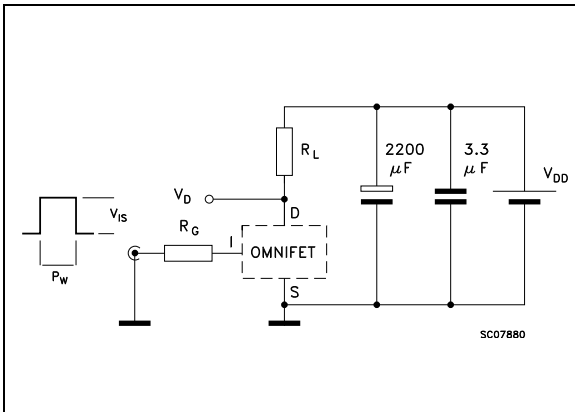 2200
μF
3.3
μF
R_L
V_DD
V_D
D
R_G
I
OMNIFET
V_IS
P_W
S
SC07880